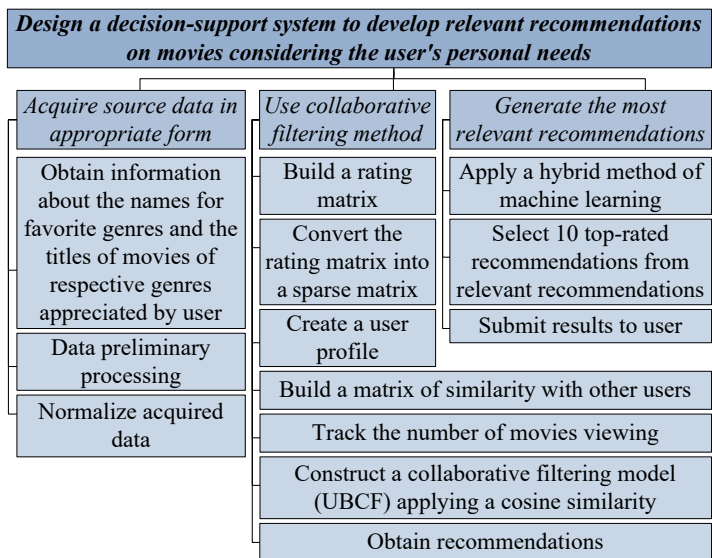 Design a decision-support system to develop relevant recommendations
on movies considering the user's personal needs
Acquire source data in
appropriate form
Obtain information
about the names for
favorite genres and the
titles of movies of
respective genres
appreciated by user
Data preliminary
processing
Normalize acquired
data
Use collaborative
filtering method
Build a rating
matrix
Convert the
rating matrix into
a sparse matrix
Create a user
profile
Build a matrix of similarity with other users
Track the number of movies viewing
Construct a collaborative filtering model
(UBCF) applying a cosine similarity
Obtain recommendations
Generate the most
relevant recommendations
Apply a hybrid method of
machine learning
Select 10 top-rated
recommendations from
relevant recommendations
Submit results to user